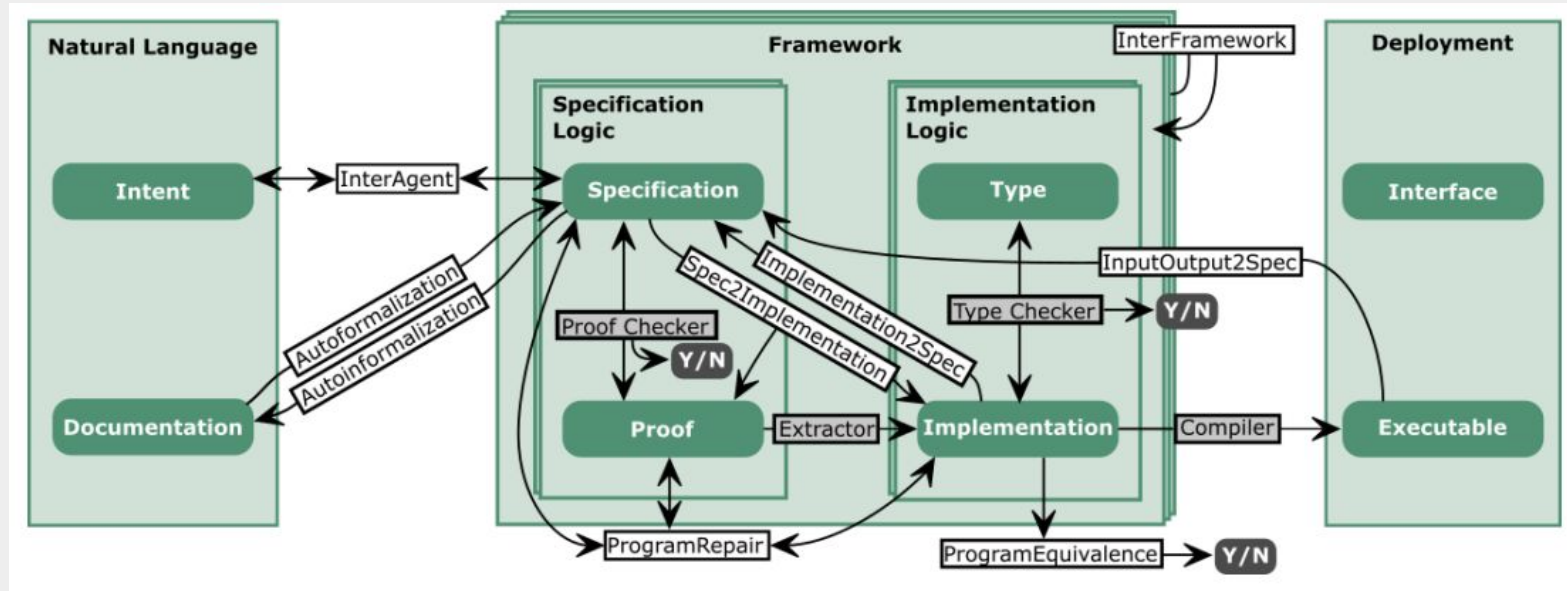 Natural Language
Framework
InterFramework
Deployment
Specification
Logic
Implementation
Logic
Intent
InterAgent
Specification
Type
Interface
Autoformalization
Autoinformalization
Spec2Implementation
Implementation2Spec
InputOutput2Spec
Proof Checker
Y/N
Type Checker
Y/N
Documentation
Proof
Extractor
Implementation
Compiler
Executable
ProgramRepair
ProgramEquivalence
Y/N